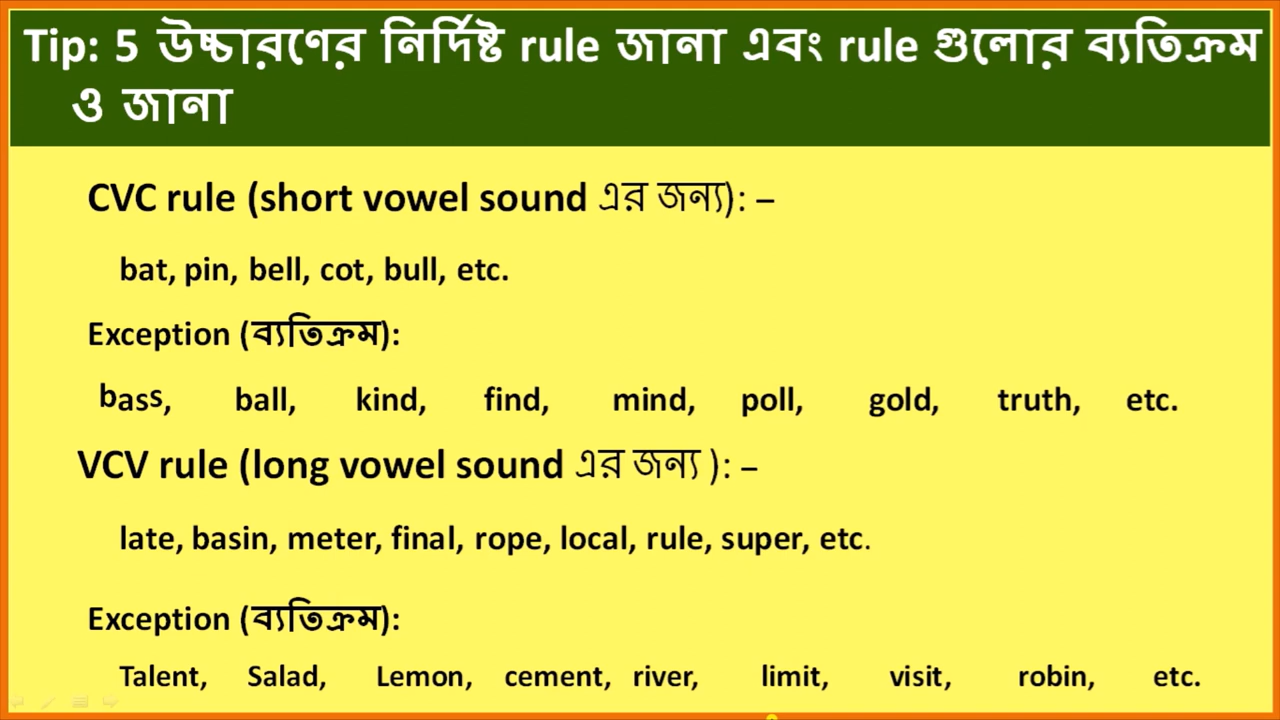 Tip: 5 উচ্চারণের নির্দিষ্ট rule জানা এবং rule গুলোর ব্যতিক্রম
ও জানা
CVC rule (short vowel sound এর জন্য): –
bat, pin, bell, cot, bull, etc.
Exception (ব্যতিক্রম):
bass, ball, kind, find, mind, poll, gold, truth, etc.
VCV rule (long vowel sound এর জন্য ): –
late, basin, meter, final, rope, local, rule, super, etc.
Exception (ব্যতিক্রম):
Talent, Salad, Lemon, cement, river, limit, visit, robin, etc.